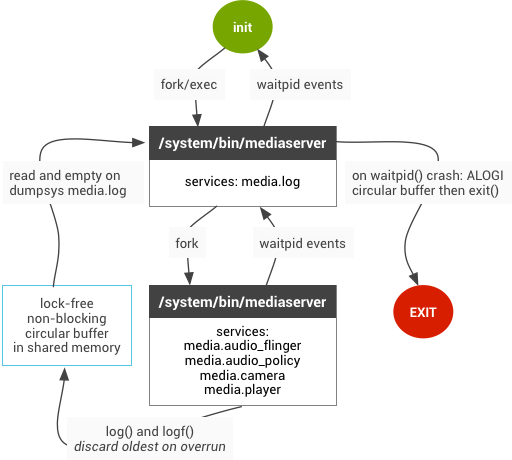 init
fork/exec
waitpid events
/system/bin/mediaserver
services: media.log
read and empty on
dumpsys media.log
on waitpid() crash: ALOGI
circular buffer then exit()
fork
waitpid events
/system/bin/mediaserver
services:
media.audio_flinger
media.audio_policy
media.camera
media.player
lock-free
non-blocking
circular buffer
in shared memory
EXIT
log() and logf()
discard oldest on overrun